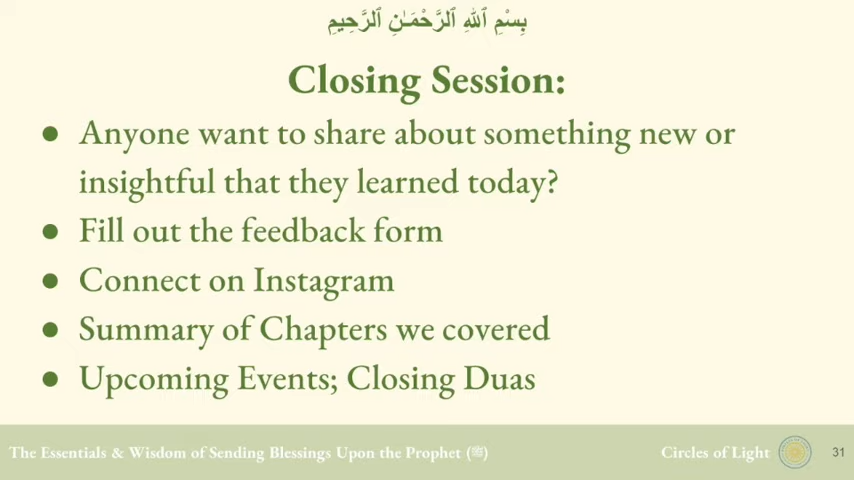 بِسْمِ ٱللهِ ٱلرَّحْمَـٰنِ ٱلرَّحِيمِ
Closing Session:
● Anyone want to share about something new or
insightful that they learned today?
● Fill out the feedback form
● Connect on Instagram
● Summary of Chapters we covered
● Upcoming Events; Closing Duas
The Essentials & Wisdom of Sending Blessings Upon the Prophet (ﷺ)
Circles of Light
31